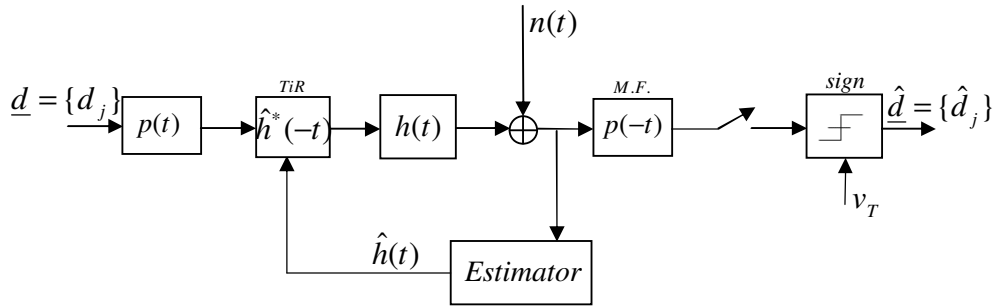 n(t)
TiR
M.F.
sign
d = {d_j}
p(t)
ĥ*(-t)
h(t)
p(-t)
d̂ = {d̂_j}
v_T
ĥ(t)
Estimator